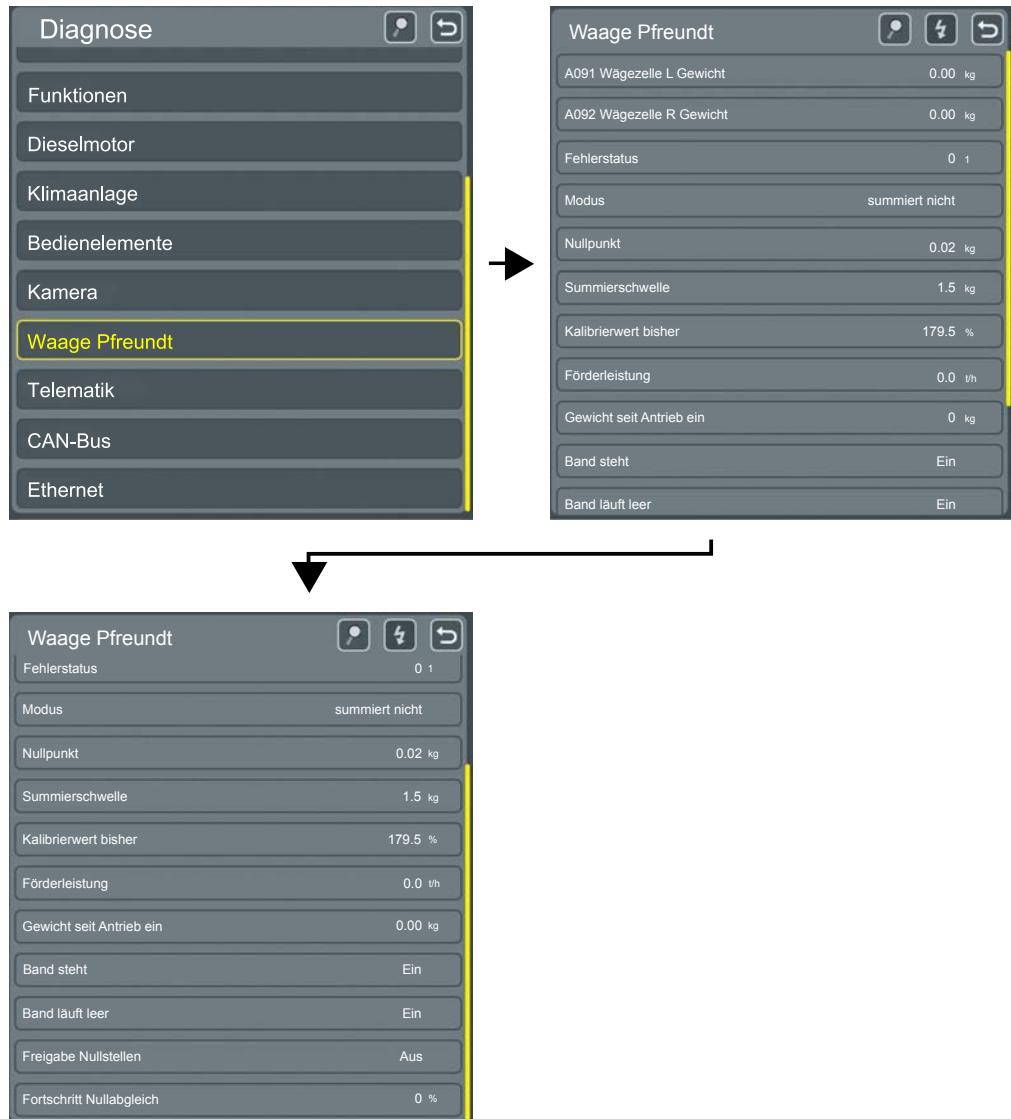 Diagnose
Funktionen
Dieselmotor
Klimaanlage
Bedienelemente
Kamera
Waage Pfreundt
Telematik
CAN-Bus
Ethernet
Waage Pfreundt
A091 Wägezelle L Gewicht 0.00 kg
A092 Wägezelle R Gewicht 0.00 kg
Fehlerstatus 0 1
Modus summiert nicht
Nullpunkt 0.02 kg
Summierschwelle 1.5 kg
Kalibrierwert bisher 179.5 %
Förderleistung 0.0 t/h
Gewicht seit Antrieb ein 0 kg
Band steht Ein
Band läuft leer Ein
Waage Pfreundt
Fehlerstatus 0 1
Modus summiert nicht
Nullpunkt 0.02 kg
Summierschwelle 1.5 kg
Kalibrierwert bisher 179.5 %
Förderleistung 0.0 t/h
Gewicht seit Antrieb ein 0.00 kg
Band steht Ein
Band läuft leer Ein
Freigabe Nullstellen Aus
Fortschritt Nullabgleich 0 %